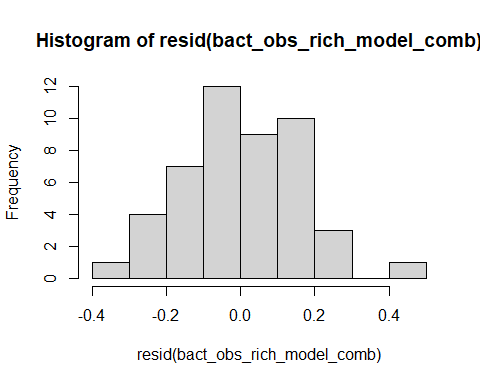 Histogram of resid(bact_obs_rich_model_comb)
Frequency
12
10
8
6
4
2
0
-0.4 -0.2 0.0 0.2 0.4
resid(bact_obs_rich_model_comb)